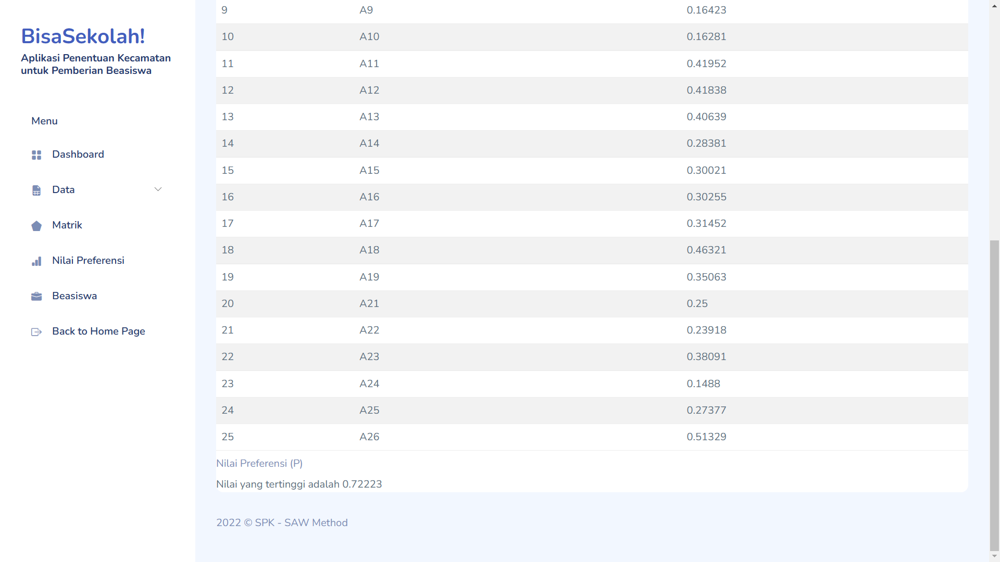 BisaSekolah!
Aplikasi Penentuan Kecamatan
untuk Pemberian Beasiswa
Menu
Dashboard
Data
Matrik
Nilai Preferensi
Beasiswa
Back to Home Page
9 A9 0.16423
10 A10 0.16281
11 A11 0.41952
12 A12 0.41838
13 A13 0.40639
14 A14 0.28381
15 A15 0.30021
16 A16 0.30255
17 A17 0.31452
18 A18 0.46321
19 A19 0.35063
20 A21 0.25
21 A22 0.23918
22 A23 0.38091
23 A24 0.1488
24 A25 0.27377
25 A26 0.51329
Nilai Preferensi (P)
Nilai yang tertinggi adalah 0.72223
2022 © SPK - SAW Method